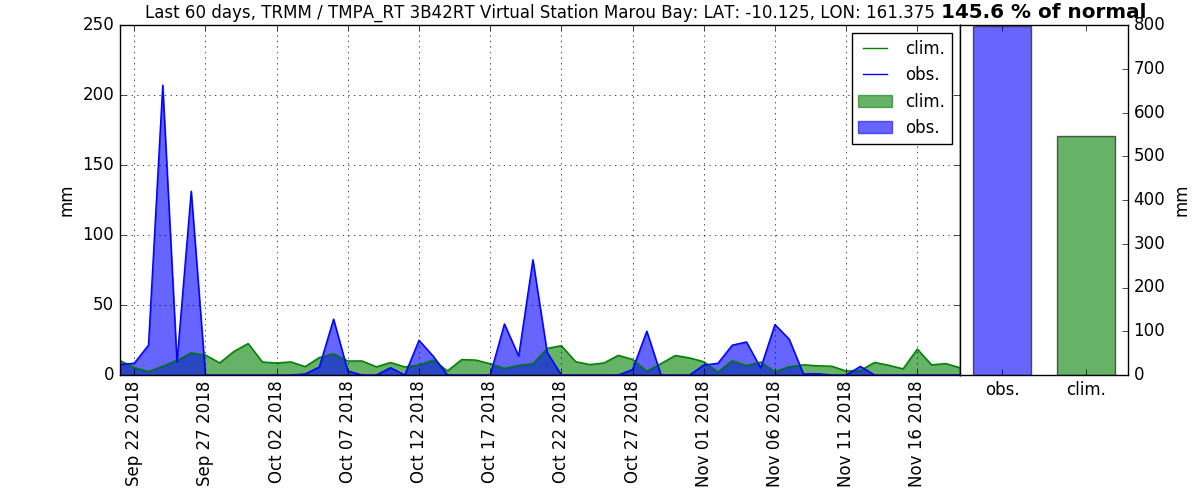 Last 60 days, TRMM / TMPA_RT 3B42RT Virtual Station Marou Bay: LAT: -10.125, LON: 161.375 145.6 % of normal
250
200
150
100
50
0
mm
clim.
obs.
clim.
obs.
800
700
600
500
400
300
200
100
0
mm
obs.
clim.
Sep 22 2018
Sep 27 2018
Oct 02 2018
Oct 07 2018
Oct 12 2018
Oct 17 2018
Oct 22 2018
Oct 27 2018
Nov 01 2018
Nov 06 2018
Nov 11 2018
Nov 16 2018